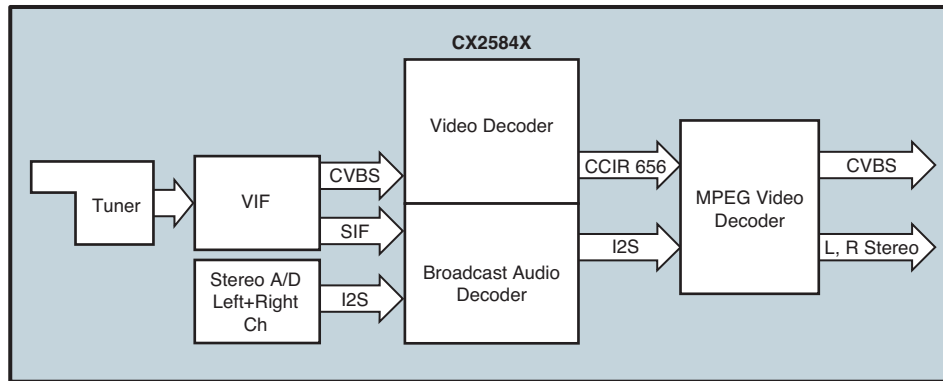 CX2584X
Video Decoder
Tuner
VIF
CVBS
SIF
Stereo A/D
Left+Right
Ch
I2S
Broadcast Audio
Decoder
CCIR 656
I2S
MPEG Video
Decoder
CVBS
L, R Stereo